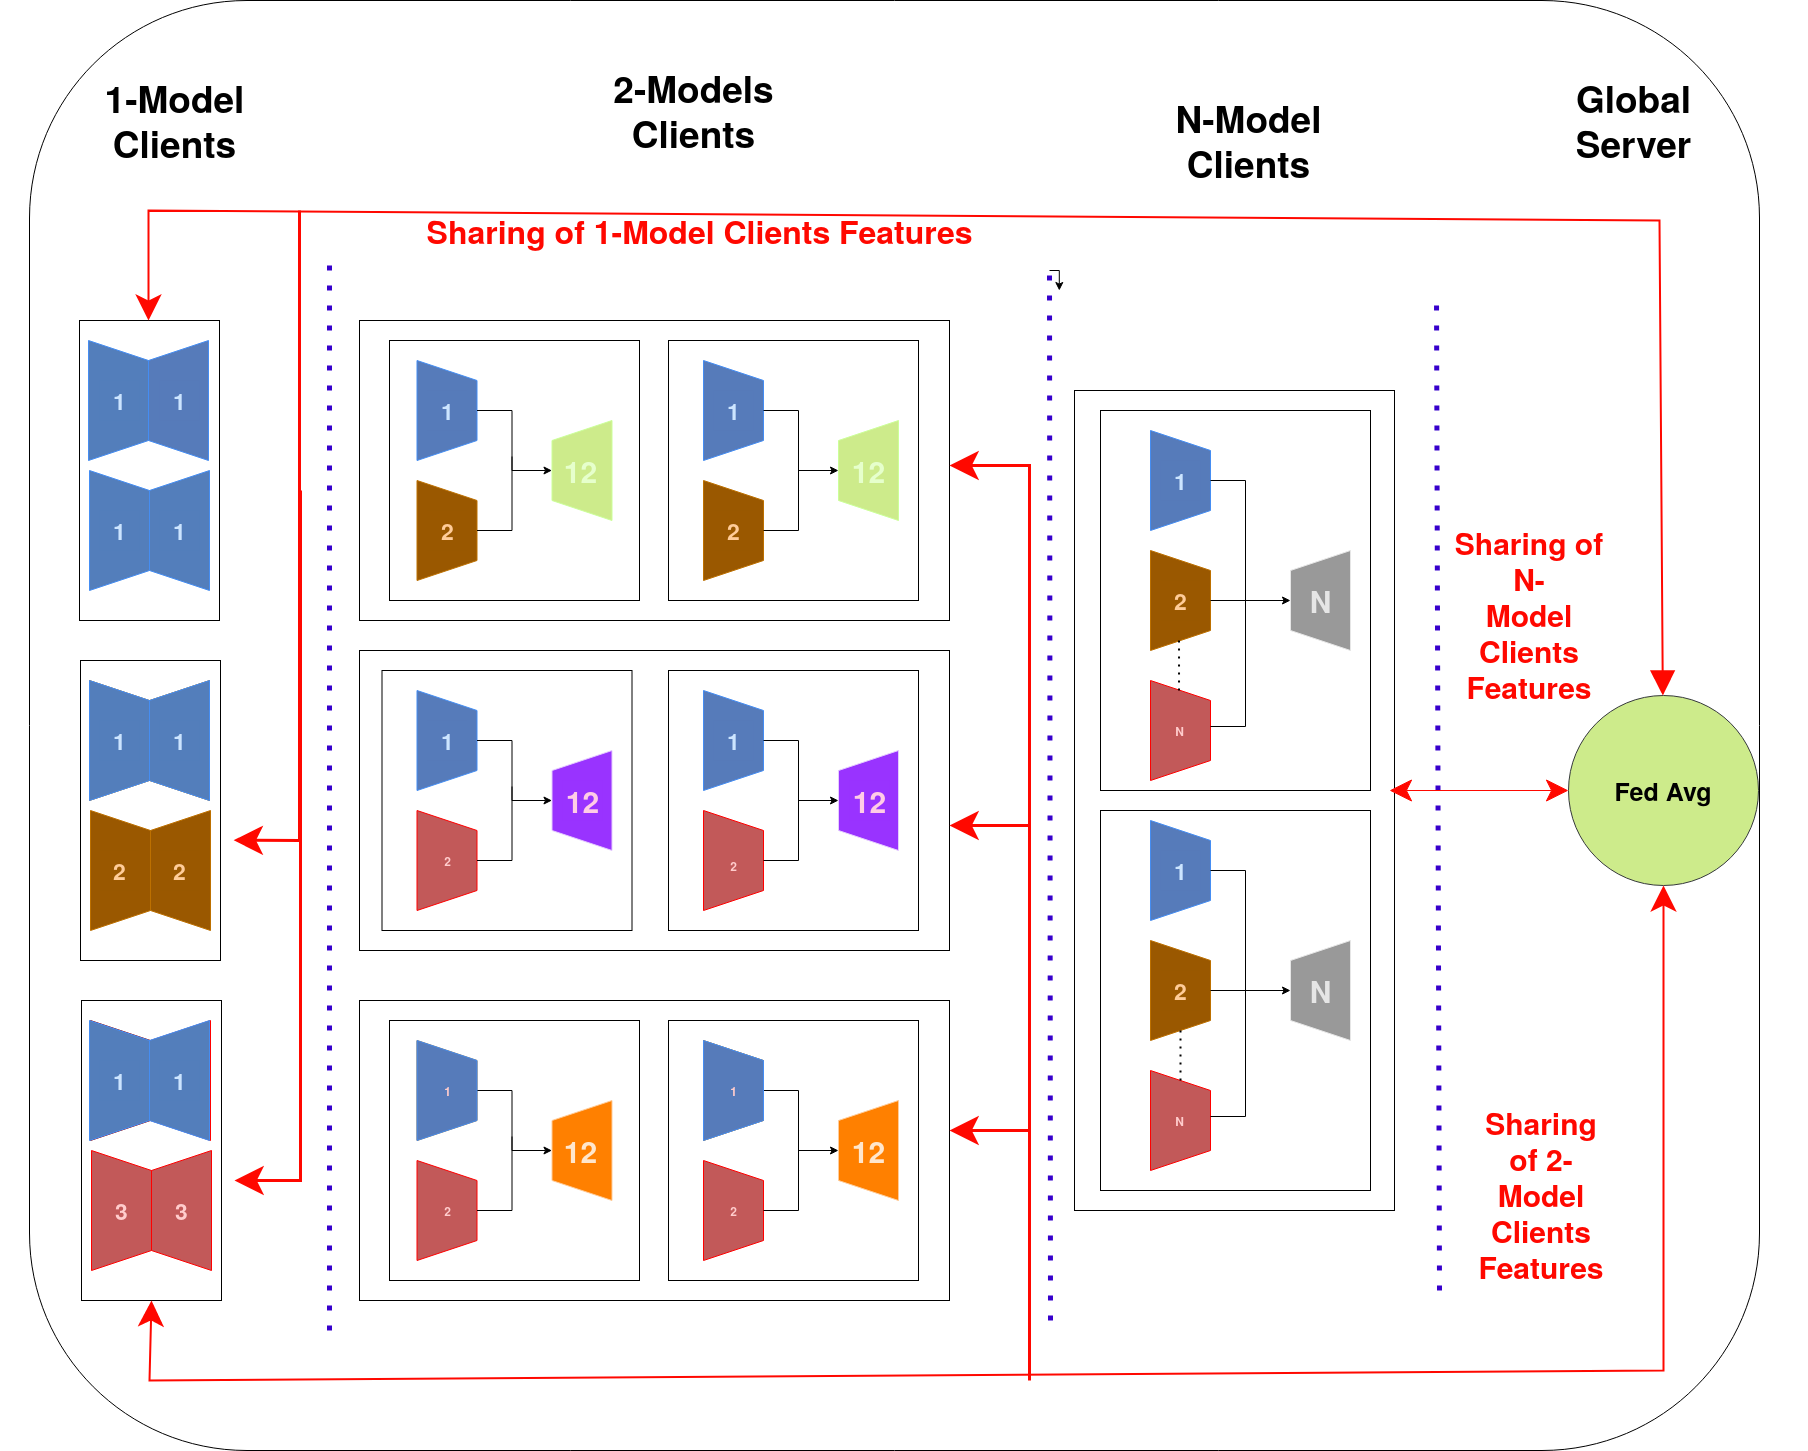 1-Model
Clients
2-Models
Clients
N-Model
Clients
Global
Server
Sharing of 1-Model Clients Features
1 1
1 1
1 1
2 2
1 1
3 3
1
2
12
1
2
12
1
2
12
1
2
12
1
2
12
1
2
12
1
2
N
N
1
2
N
N
Sharing of
N-
Model
Clients
Features
Fed Avg
Sharing
of 2-
Model
Clients
Features